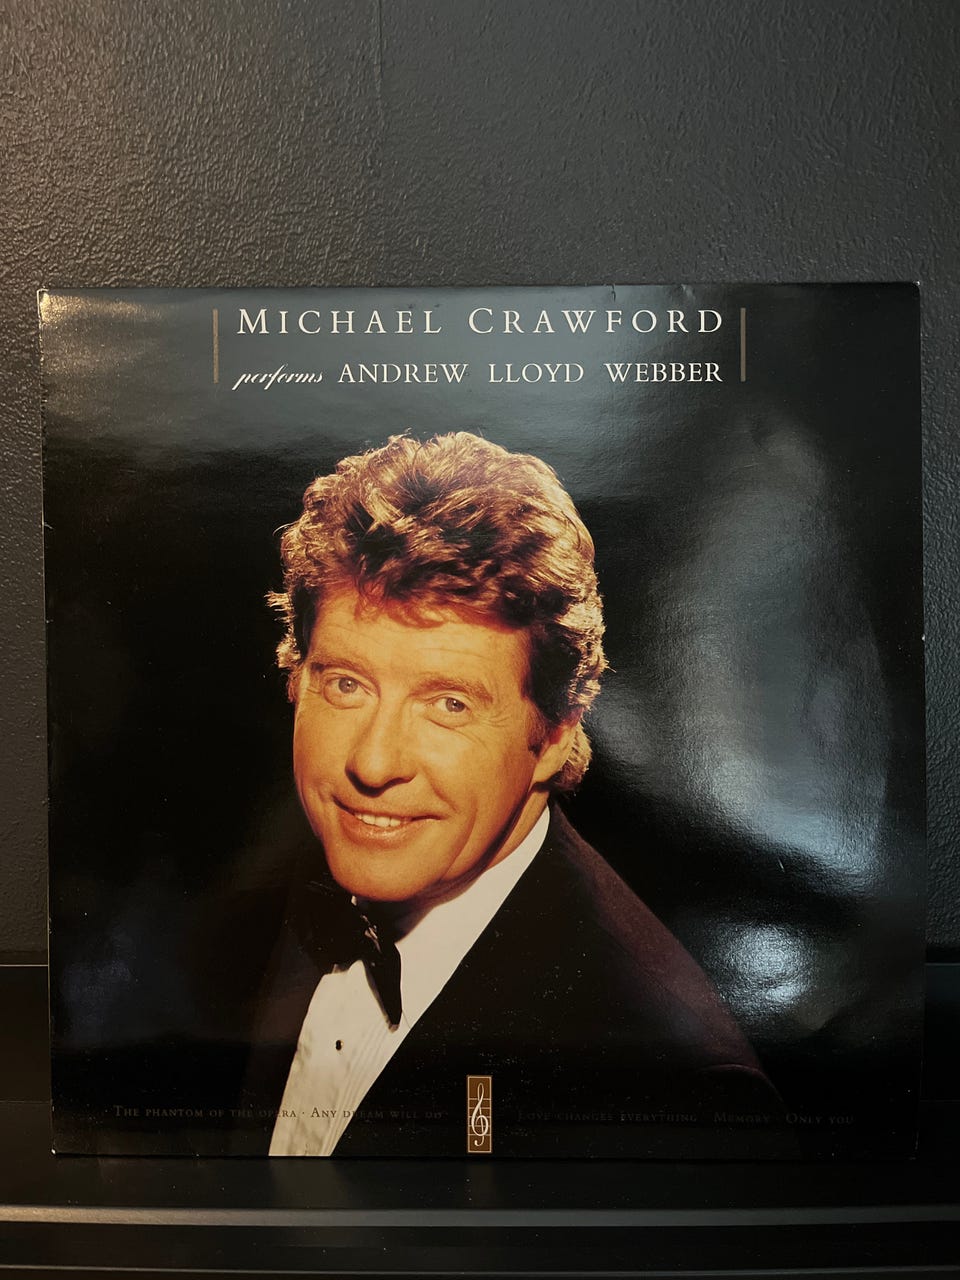 MICHAEL CRAWFORD
performs ANDREW LLOYD WEBBER
THE PHANTOM OF THE OPERA · ANY DREAM WILL DO · LOVE CHANGES EVERYTHING · MEMORY · ONLY YOU